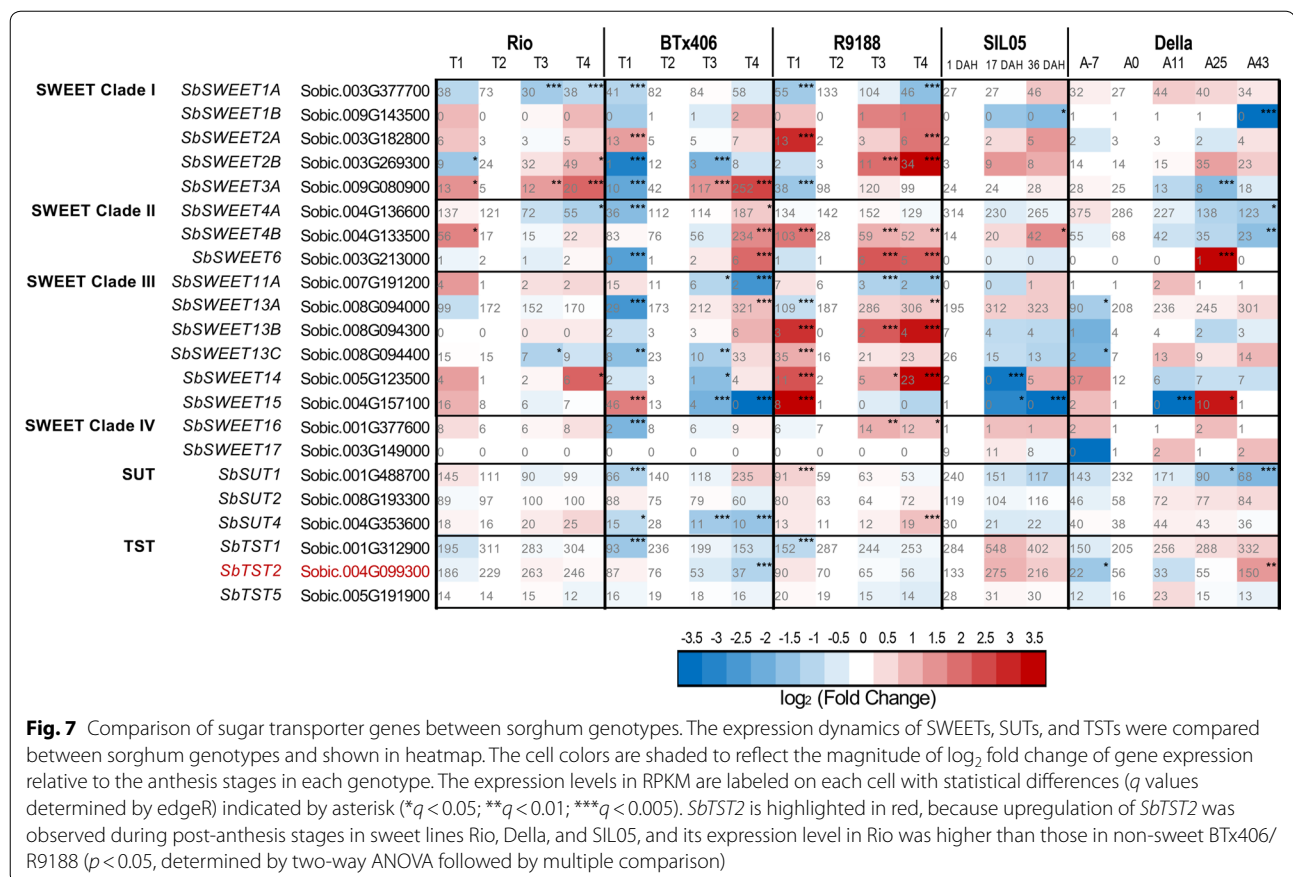 Rio BTx406 R9188 SIL05 Della
T1 T2 T3 T4 T1 T2 T3 T4 T1 T2 T3 T4 1 DAH 17 DAH 36 DAH A-7 A0 A11 A25 A43
SWEET Clade I SbSWEET1A Sobic.003G377700 38 73 30 *** 38 *** 41 *** 82 84 58 55 *** 133 104 46 *** 27 27 46 32 27 44 40 34
SbSWEET1B Sobic.009G143500 0 0 0 0 0 1 1 2 0 0 1 1 0 0 0 * 0 1 1 1 0 ***
SbSWEET2A Sobic.003G182800 6 3 3 5 13 *** 5 5 7 13 *** 2 3 6 *** 2 2 5 2 3 3 2 4
SbSWEET2B Sobic.003G269300 9 * 24 32 49 * 1 *** 12 3 *** 8 2 3 11 *** 34 *** 3 9 8 14 14 15 35 23
SbSWEET3A Sobic.009G080900 13 * 5 12 ** 20 *** 10 *** 42 117 *** 252 *** 38 *** 98 120 99 24 24 28 28 25 13 8 *** 18
SWEET Clade II SbSWEET4A Sobic.004G136600 137 121 72 55 * 36 *** 112 114 187 * 134 142 152 129 314 230 265 375 286 227 138 123 *
SbSWEET4B Sobic.004G133500 56 * 17 15 22 83 76 56 234 *** 103 *** 28 59 *** 52 ** 14 20 42 * 55 68 42 35 23 **
SbSWEET6 Sobic.003G213000 1 2 1 2 0 *** 1 2 *** 1 1 *** *** 0 0 0 0 0 0 1 *** 0
SWEET Clade III SbSWEET11A Sobic.007G191200 4 1 2 2 15 11 6 * 2 *** 7 6 3 *** 2 ** 0 0 1 1 1 2 1 1
SbSWEET13A Sobic.008G094000 99 172 152 170 29 *** 173 212 321 *** 109 *** 187 286 306 ** 195 312 323 90 * 208 236 245 301
SbSWEET13B Sobic.008G094300 0 0 0 0 2 3 3 6 3 *** 0 2 *** 4 *** 7 4 4 1 4 4 2 3
SbSWEET13C Sobic.008G094400 15 15 7 * 9 8 ** 23 10 ** 33 35 *** 16 21 23 26 15 13 2 * 7 13 9 14
SbSWEET14 Sobic.005G123500 4 1 2 * 2 3 1 * 4 *** 2 5 * 23 *** 2 0 *** 5 37 12 6 7 7
SbSWEET15 Sobic.004G157100 16 8 6 7 46 *** 13 4 *** 0 *** 8 *** 1 0 0 1 0 * 0 *** 2 1 0 *** 10 * 1
SWEET Clade IV SbSWEET16 Sobic.001G377600 8 6 6 8 2 *** 8 6 9 6 7 14 ** 12 * 1 1 1 2 1 1 2 1
SbSWEET17 Sobic.003G149000 0 0 0 0 0 0 0 0 0 0 0 0 9 11 8 0 1 2 1 2
SUT SbSUT1 Sobic.001G488700 145 111 90 99 66 *** 140 118 235 91 *** 59 63 53 240 151 117 143 232 171 90 * 68 ***
SbSUT2 Sobic.008G193300 89 97 100 100 88 75 79 60 80 63 64 72 119 104 116 46 58 72 77 84
SbSUT4 Sobic.004G353600 18 16 20 25 15 * 28 11 *** 10 *** 13 11 12 19 *** 30 21 22 40 38 44 43 36
TST SbTST1 Sobic.001G312900 195 311 283 304 93 *** 236 199 153 152 *** 287 244 253 284 548 402 150 205 256 288 332
SbTST2 Sobic.004G099300 186 229 263 246 87 76 53 37 *** 90 70 65 56 133 275 216 22 * 56 33 55 150 **
SbTST5 Sobic.005G191900 14 14 15 12 16 19 18 16 20 19 15 14 28 31 30 12 16 23 15 13
-3.5 -3 -2.5 -2 -1.5 -1 -0.5 0 0.5 1 1.5 2 2.5 3 3.5
log2 (Fold Change)
Fig. 7 Comparison of sugar transporter genes between sorghum genotypes. The expression dynamics of SWEETs, SUTs, and TSTs were compared
between sorghum genotypes and shown in heatmap. The cell colors are shaded to reflect the magnitude of log2 fold change of gene expression
relative to the anthesis stages in each genotype. The expression levels in RPKM are labeled on each cell with statistical differences (q values
determined by edgeR) indicated by asterisk (*q < 0.05; **q < 0.01; ***q < 0.005). SbTST2 is highlighted in red, because upregulation of SbTST2 was
observed during post-anthesis stages in sweet lines Rio, Della, and SIL05, and its expression level in Rio was higher than those in non-sweet BTx406/
R9188 (p < 0.05, determined by two-way ANOVA followed by multiple comparison)